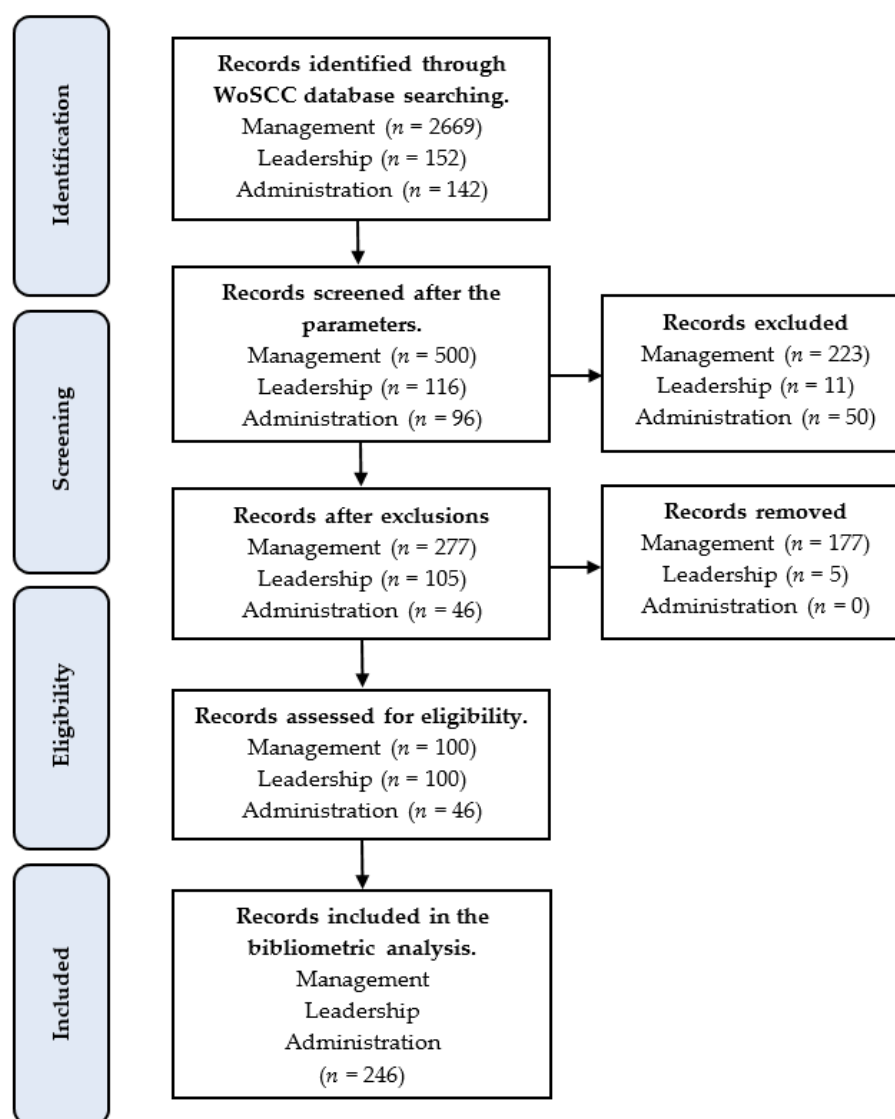 Identification
Records identified through
WoSCC database searching.
Management (n = 2669)
Leadership (n = 152)
Administration (n = 142)
Screening
Records screened after the
parameters.
Management (n = 500)
Leadership (n = 116)
Administration (n = 96)
Records excluded
Management (n = 223)
Leadership (n = 11)
Administration (n = 50)
Records after exclusions
Management (n = 277)
Leadership (n = 105)
Administration (n = 46)
Records removed
Management (n = 177)
Leadership (n = 5)
Administration (n = 0)
Eligibility
Records assessed for eligibility.
Management (n = 100)
Leadership (n = 100)
Administration (n = 46)
Included
Records included in the
bibliometric analysis.
Management
Leadership
Administration
(n = 246)